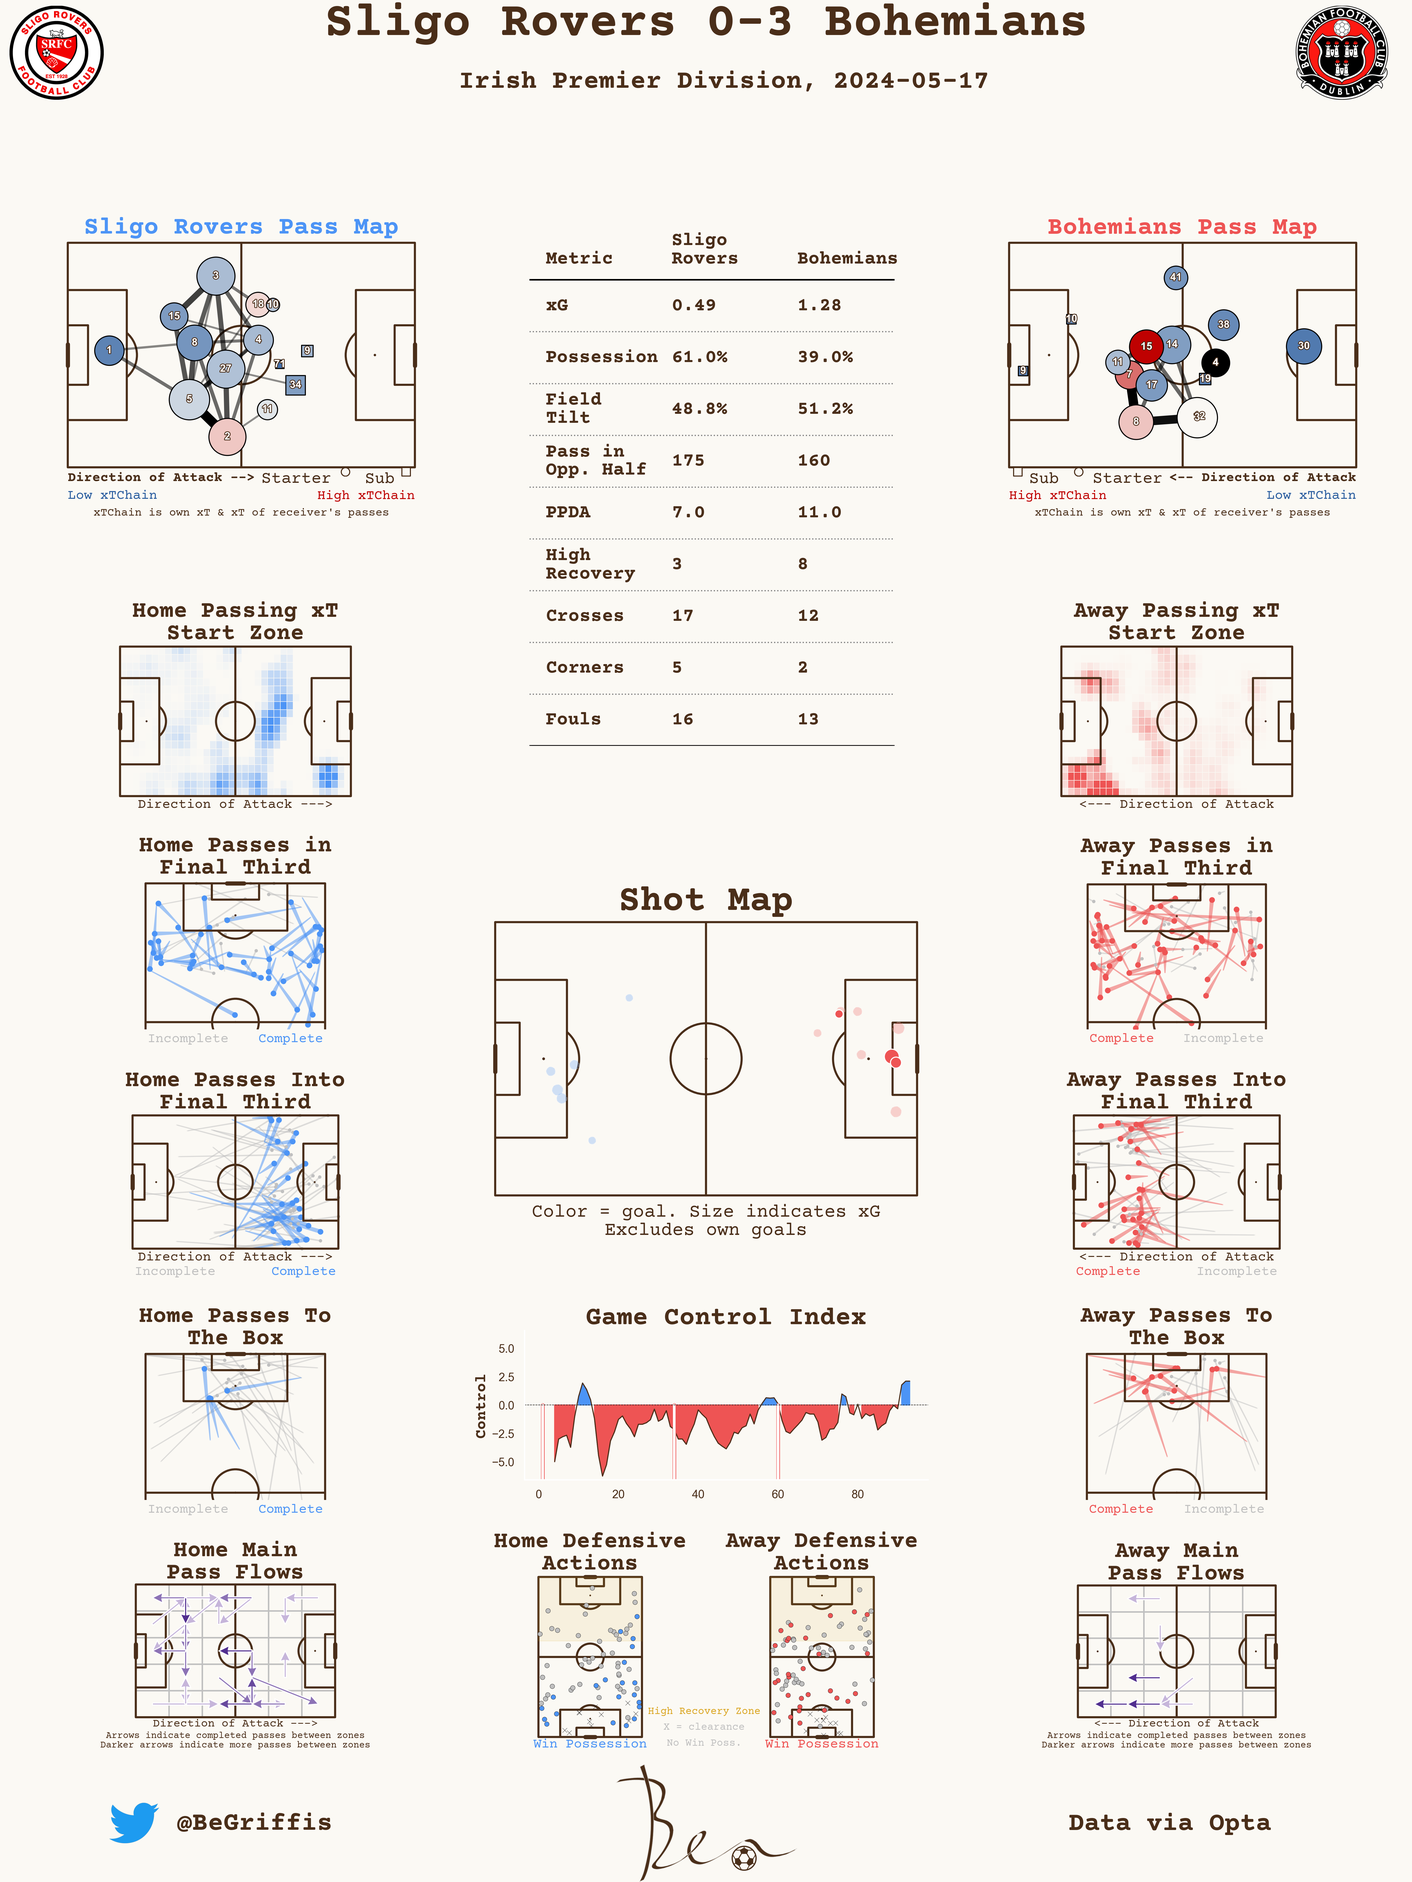 Sligo Rovers 0-3 Bohemians
Irish Premier Division, 2024-05-17
SLIGO ROVERS
SRFC
EST 1928
FOOTBALL CLUB
BOHEMIAN FOOTBALL CLUB
DUBLIN
Sligo Rovers Pass Map
3
15
18
10
1
8
4
9
27
71
34
5
11
2
Direction of Attack --> Starter Sub
Low xTChain High xTChain
xTChain is own xT & xT of receiver's passes
Metric Sligo Rovers Bohemians
xG 0.49 1.28
Possession 61.0% 39.0%
Field Tilt 48.8% 51.2%
Pass in Opp. Half 175 160
PPDA 7.0 11.0
High Recovery 3 8
Crosses 17 12
Corners 5 2
Fouls 16 13
Bohemians Pass Map
41
10
38
15
14
30
11
4
9
7
19
17
8
32
Sub Starter <-- Direction of Attack
High xTChain Low xTChain
xTChain is own xT & xT of receiver's passes
Home Passing xT
Start Zone
Direction of Attack --->
Away Passing xT
Start Zone
<--- Direction of Attack
Home Passes in
Final Third
Incomplete Complete
Away Passes in
Final Third
Complete Incomplete
Shot Map
Color = goal. Size indicates xG
Excludes own goals
Home Passes Into
Final Third
Direction of Attack --->
Incomplete Complete
Away Passes Into
Final Third
<--- Direction of Attack
Complete Incomplete
Home Passes To
The Box
Incomplete Complete
Game Control Index
Control
5.0
2.5
0.0
−2.5
−5.0
0 20 40 60 80
Away Passes To
The Box
Complete Incomplete
Home Main
Pass Flows
Direction of Attack --->
Arrows indicate completed passes between zones
Darker arrows indicate more passes between zones
Home Defensive
Actions
Win Possession
High Recovery Zone
X = clearance
No Win Poss.
Away Defensive
Actions
Win Possession
Away Main
Pass Flows
<--- Direction of Attack
Arrows indicate completed passes between zones
Darker arrows indicate more passes between zones
@BeGriffis
Ben
Data via Opta